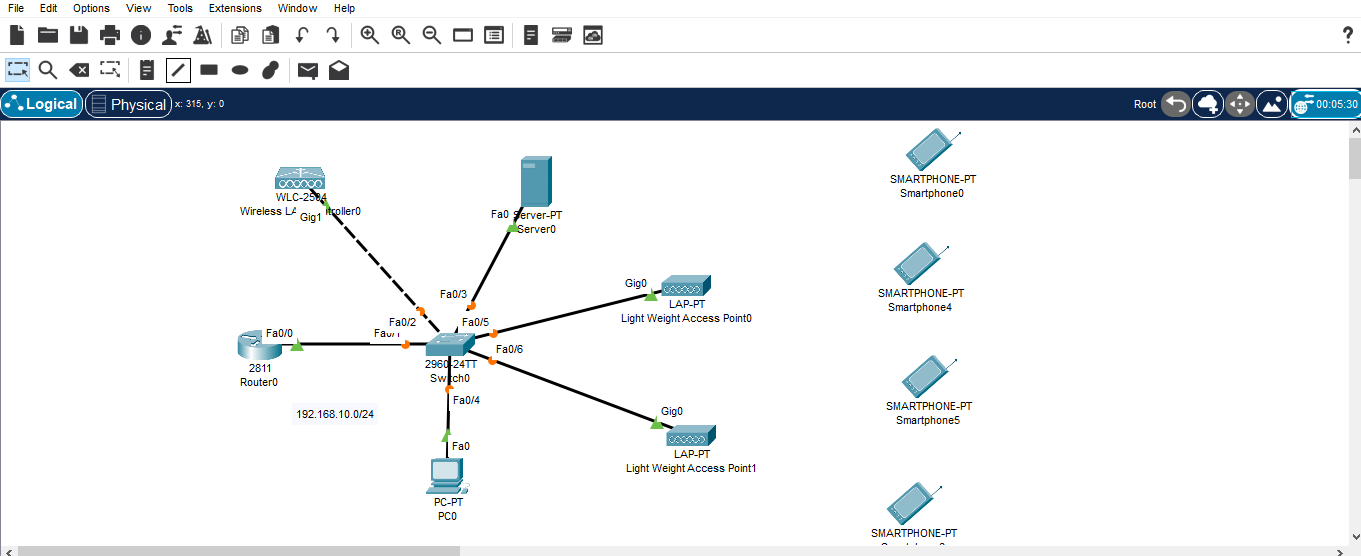 File Edit Options View Tools Extensions Window Help
?
Logical Physical x: 315, y: 0 Root 00:05:30
SMARTPHONE-PT
Smartphone0
WLC-2504
Wireless LA troller0
Gig1
Fa0 Server-PT
Server0
SMARTPHONE-PT
Smartphone4
Gig0
LAP-PT
Light Weight Access Point0
Fa0/3
Fa0/2 Fa0/5
Fa0/0 Fa0/1
Fa0/6
2811
Router0
2960-24TT
Switch0
Fa0/4
192.168.10.0/24
SMARTPHONE-PT
Smartphone5
Gig0
LAP-PT
Light Weight Access Point1
Fa0
PC-PT
PC0
SMARTPHONE-PT